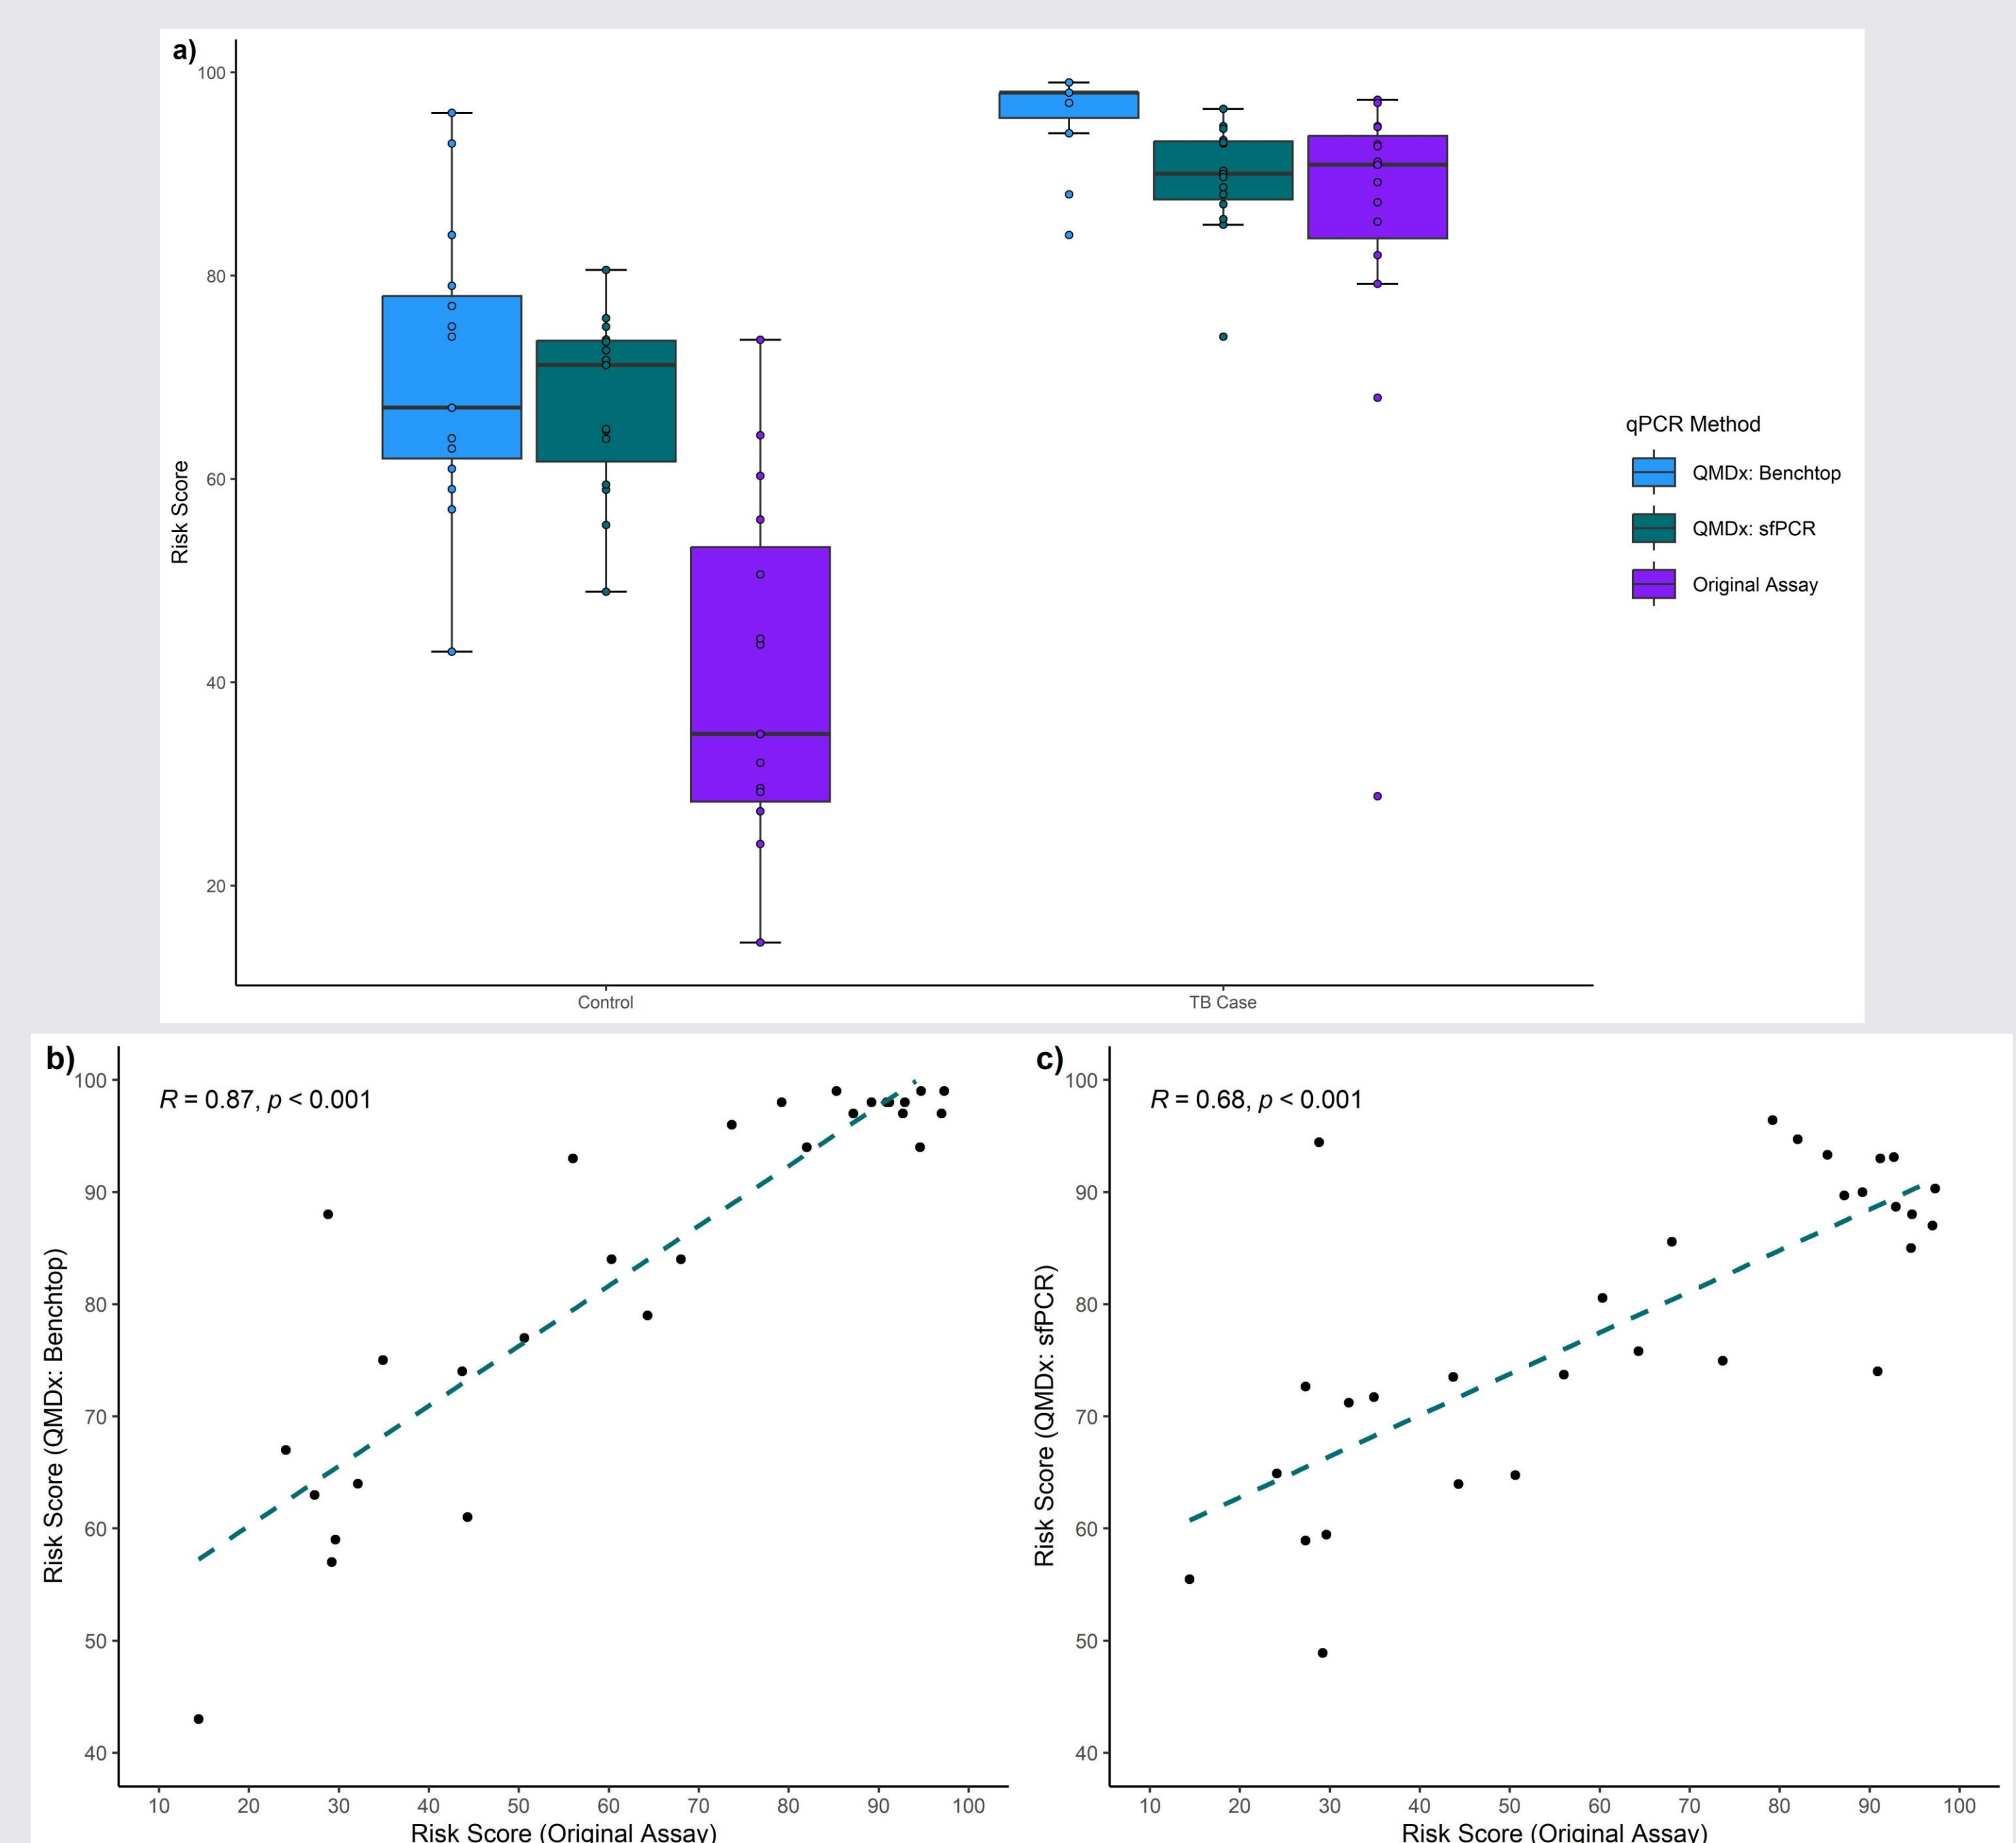 a)
100
80
60
40
20
Risk Score
Control
TB Case
qPCR Method
QMDx: Benchtop
QMDx: sfPCR
Original Assay
b)
R = 0.87, p < 0.001
100
90
80
70
60
50
40
Risk Score (QMDx: Benchtop)
10 20 30 40 50 60 70 80 90 100
Risk Score (Original Assay)
c)
R = 0.68, p < 0.001
100
90
80
70
60
50
40
Risk Score (QMDx: sfPCR)
10 20 30 40 50 60 70 80 90 100
Risk Score (Original Assay)